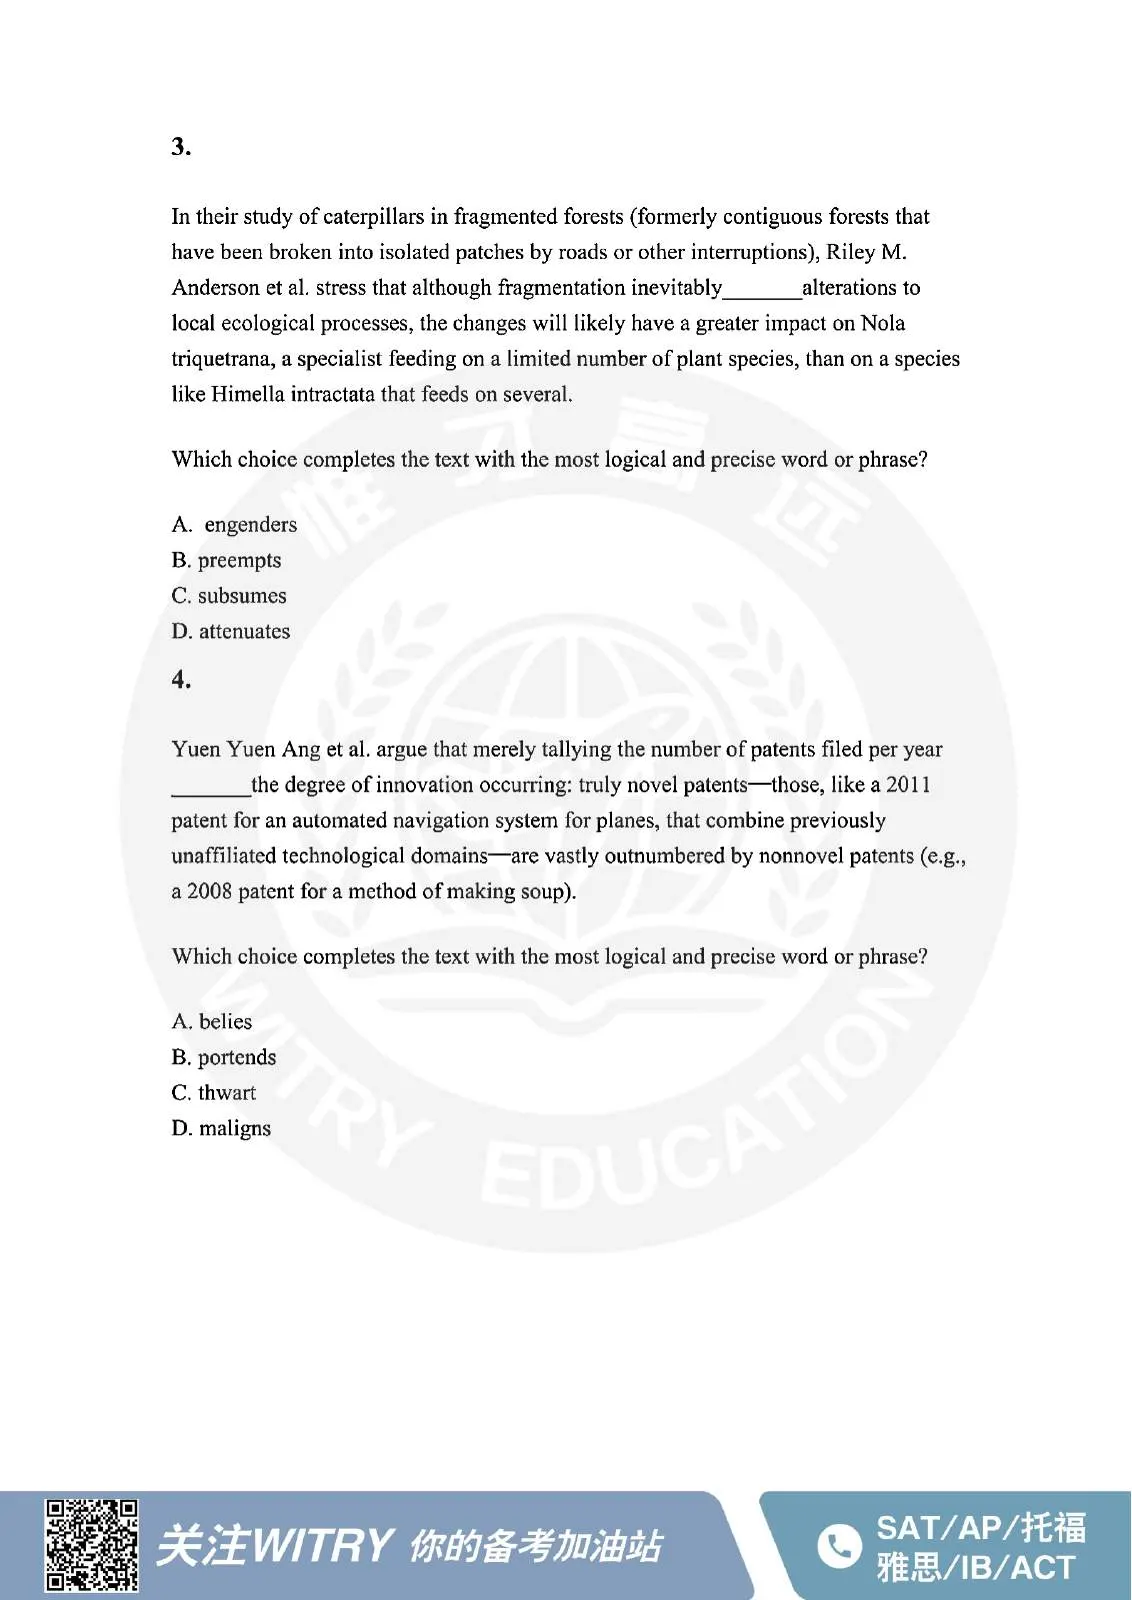 3.
In their study of caterpillars in fragmented forests (formerly contiguous forests that
have been broken into isolated patches by roads or other interruptions), Riley M.
Anderson et al. stress that although fragmentation inevitably_______alterations to
local ecological processes, the changes will likely have a greater impact on Nola
triquetrana, a specialist feeding on a limited number of plant species, than on a species
like Himella intractata that feeds on several.
Which choice completes the text with the most logical and precise word or phrase?
A. engenders
B. preempts
C. subsumes
D. attenuates
4.
Yuen Yuen Ang et al. argue that merely tallying the number of patents filed per year
_______the degree of innovation occurring: truly novel patents—those, like a 2011
patent for an automated navigation system for planes, that combine previously
unaffiliated technological domains—are vastly outnumbered by nonnovel patents (e.g.,
a 2008 patent for a method of making soup).
Which choice completes the text with the most logical and precise word or phrase?
A. belies
B. portends
C. thwart
D. maligns
惟才高远
WITRY EDUCATION
关注WITRY 你的备考加油站
SAT/AP/托福
雅思/IB/ACT